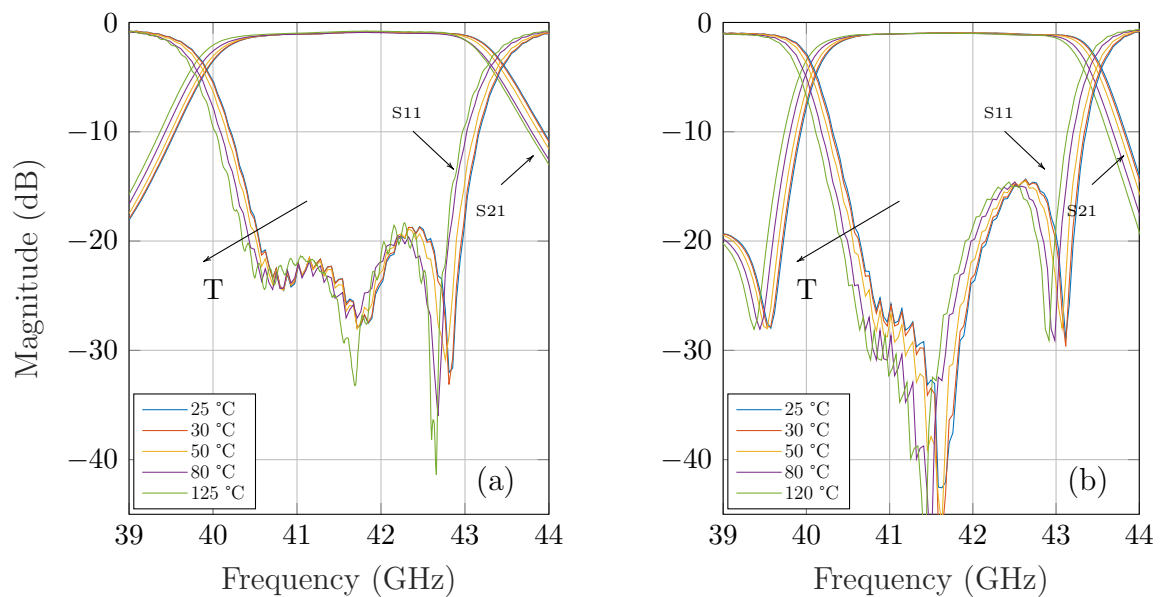 Magnitude (dB)
0
−10
−20
−30
−40
39
40
41
42
43
44
Frequency (GHz)
S11
S21
T
25 °C
30 °C
50 °C
80 °C
125 °C
(a)
0
−10
−20
−30
−40
39
40
41
42
43
44
Frequency (GHz)
S11
S21
T
25 °C
30 °C
50 °C
80 °C
120 °C
(b)